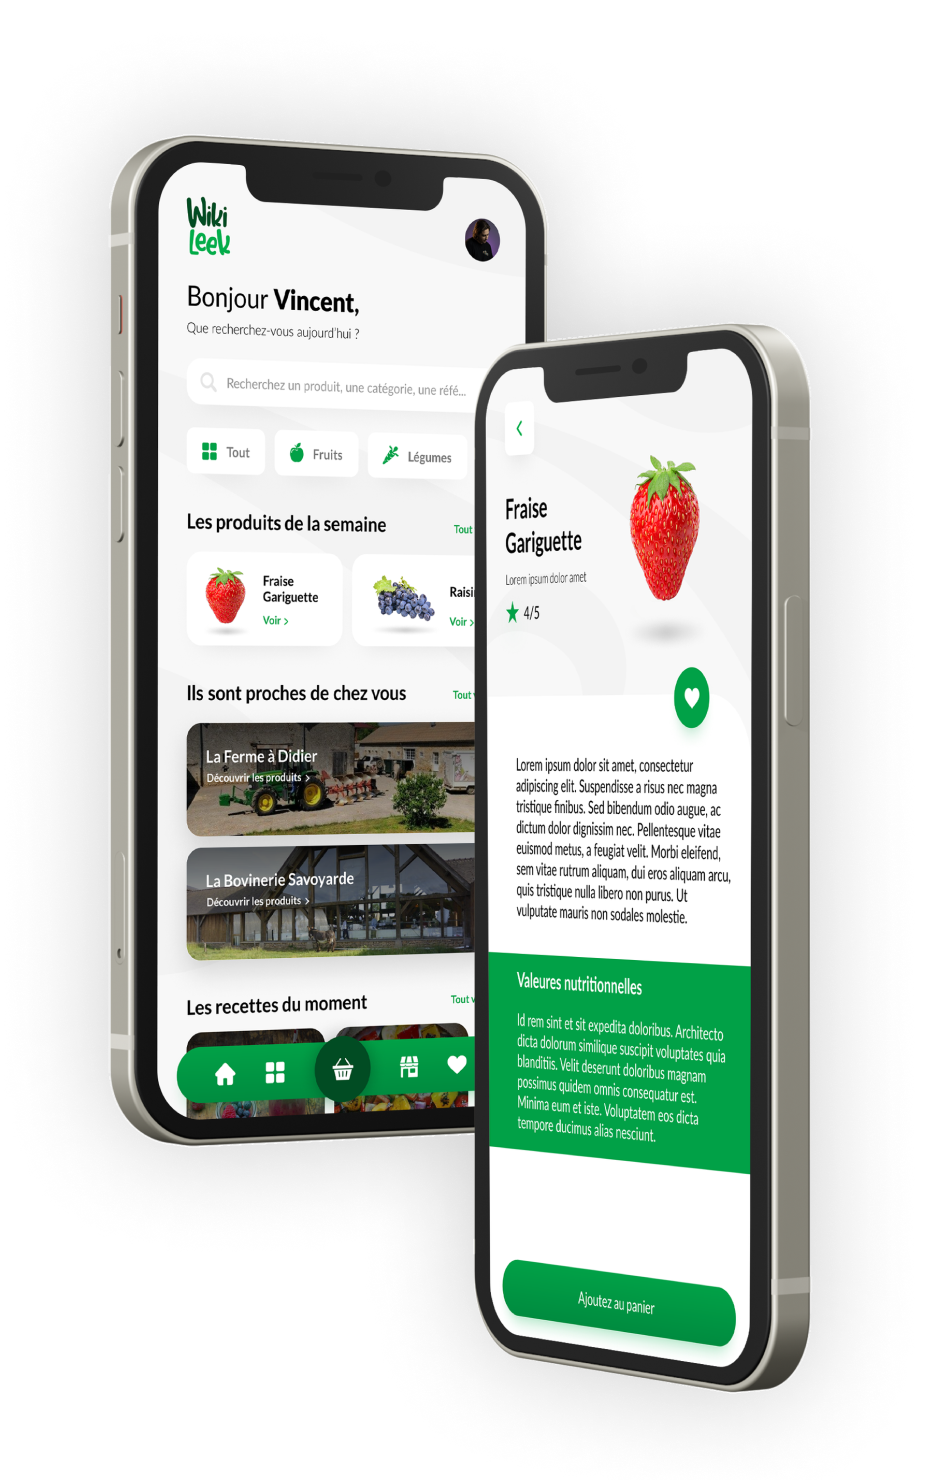 Wiki
Leek
Bonjour Vincent,
Que recherchez-vous aujourd'hui ?
Recherchez un produit, une catégorie, une réfé...
Tout
Fruits
Légumes
Les produits de la semaine
Tout
Fraise
Gariguette
Voir >
Voir >
Ils sont proches de chez vous
Tout
La Ferme à Didier
Découvrir les produits >
La Bovinerie Savoyarde
Découvrir les produits >
Les recettes du moment
Tout
Fraise
Gariguette
Lorem ipsum dolor amet
4/5
Lorem ipsum dolor sit amet, consectetur
adipiscing elit. Suspendisse a risus nec magna
tristique finibus. Sed bibendum odio augue, ac
dictum dolor dignissim nec. Pellentesque vitae
euismod metus, a feugiat velit. Morbi eleifend,
sem vitae rutrum aliquam, dui eros aliquam arcu,
quis tristique nulla libero non purus. Ut
vulputate mauris non sodales molestie.
Valeures nutritionnelles
Id rem sint et sit expedita doloribus. Architecto
dicta dolorum similique suscipit voluptates quia
blanditiis. Velit deserunt doloribus magnam
possimus quidem omnis consequatur est.
Minima eum et iste. Voluptatem eos dicta
tempore ducimus alias nesciunt.
Ajoutez au panier